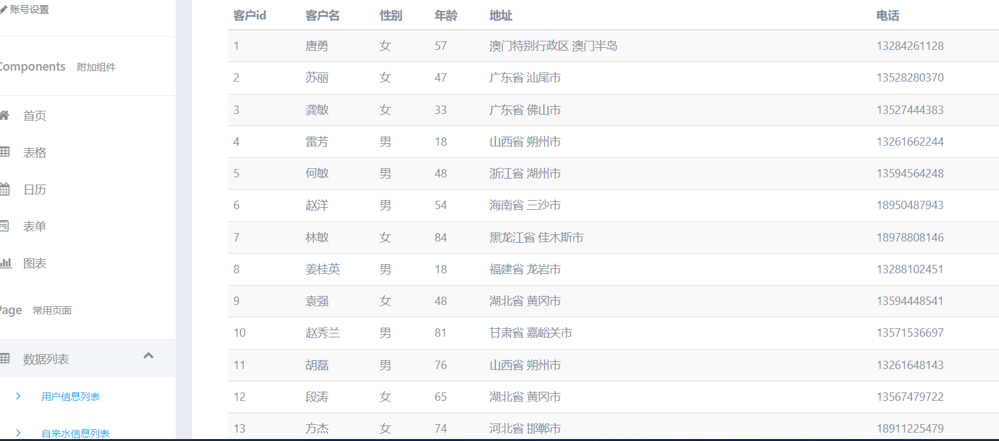 账号设置
Components 附加组件
首页
表格
日历
表单
图表
Page 常用页面
数据列表
用户信息列表
自来水信息列表
客户id 客户名 性别 年龄 地址 电话
1 唐勇 女 57 澳门特别行政区 澳门半岛 13284261128
2 苏丽 女 47 广东省 汕尾市 13528280370
3 龚敏 女 33 广东省 佛山市 13527444383
4 雷芳 男 18 山西省 朔州市 13261662244
5 何敏 男 48 浙江省 湖州市 13594564248
6 赵洋 男 54 海南省 三沙市 18950487943
7 林敏 女 84 黑龙江省 佳木斯市 18978808146
8 姜桂英 男 18 福建省 龙岩市 13288102451
9 袁强 女 48 湖北省 黄冈市 13594448541
10 赵秀兰 男 81 甘肃省 嘉峪关市 13571536697
11 胡磊 男 76 山西省 朔州市 13261648143
12 段涛 女 65 湖北省 黄冈市 13567479722
13 方杰 女 74 河北省 邯郸市 18911225479